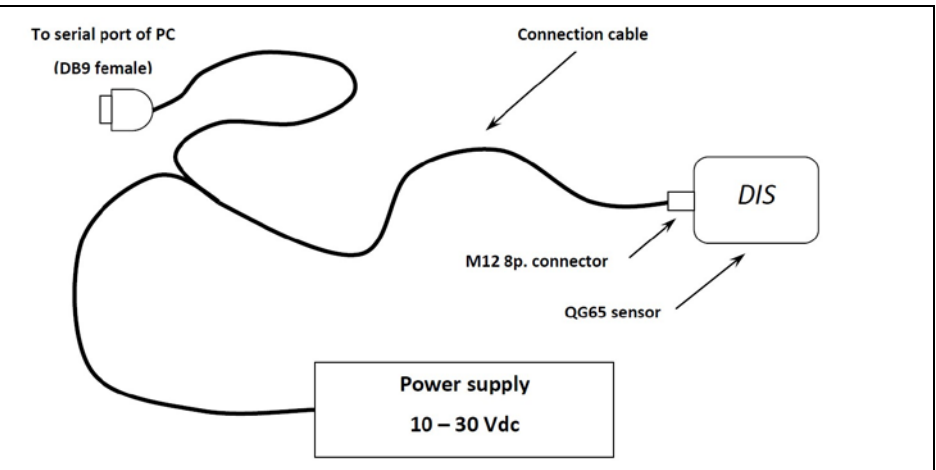 To serial port of PC
(DB9 female)
Connection cable
DIS
M12 8p. connector
QG65 sensor
Power supply
10 – 30 Vdc